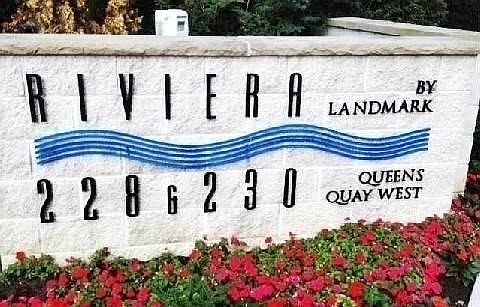 RIVIERA
BY
LANDMARK
228 & 230
QUEENS
QUAY WEST